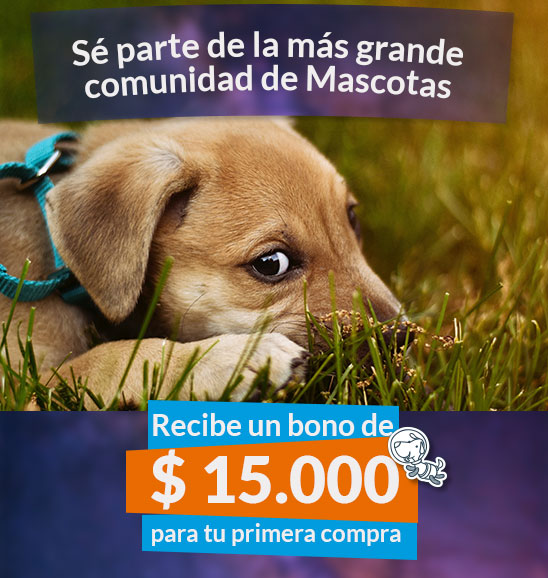 Sé parte de la más grande
comunidad de Mascotas
Recibe un bono de
$ 15.000
para tu primera compra